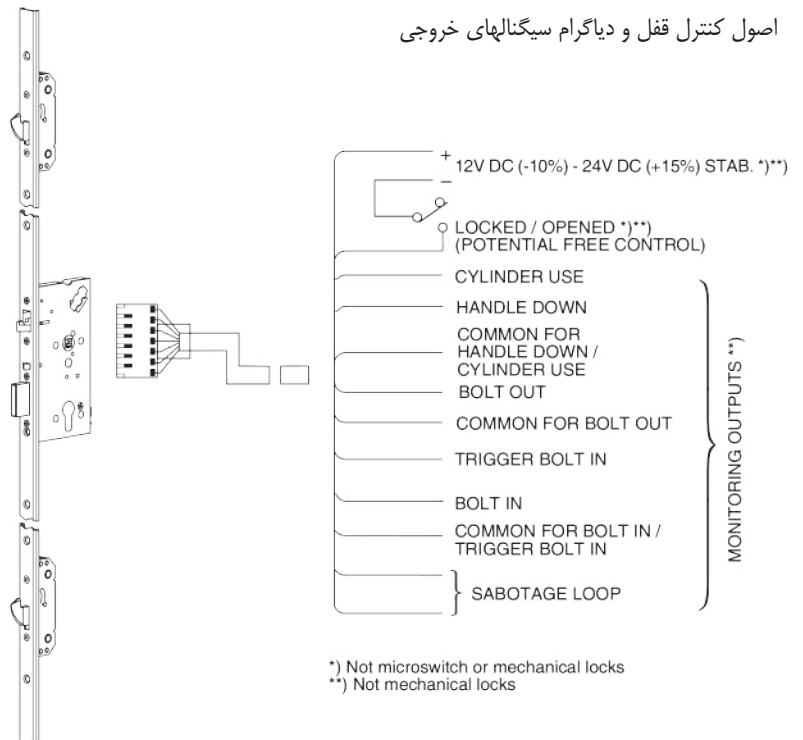 اصول کنترل قفل و دیاگرام سیگنالهای خروجی
+
12V DC (-10%) - 24V DC (+15%) STAB. *)**)
–
LOCKED / OPENED *)**)
(POTENTIAL FREE CONTROL)
CYLINDER USE
HANDLE DOWN
COMMON FOR
HANDLE DOWN /
CYLINDER USE
BOLT OUT
COMMON FOR BOLT OUT
TRIGGER BOLT IN
BOLT IN
COMMON FOR BOLT IN /
TRIGGER BOLT IN
SABOTAGE LOOP
MONITORING OUTPUTS **)
*) Not microswitch or mechanical locks
**) Not mechanical locks